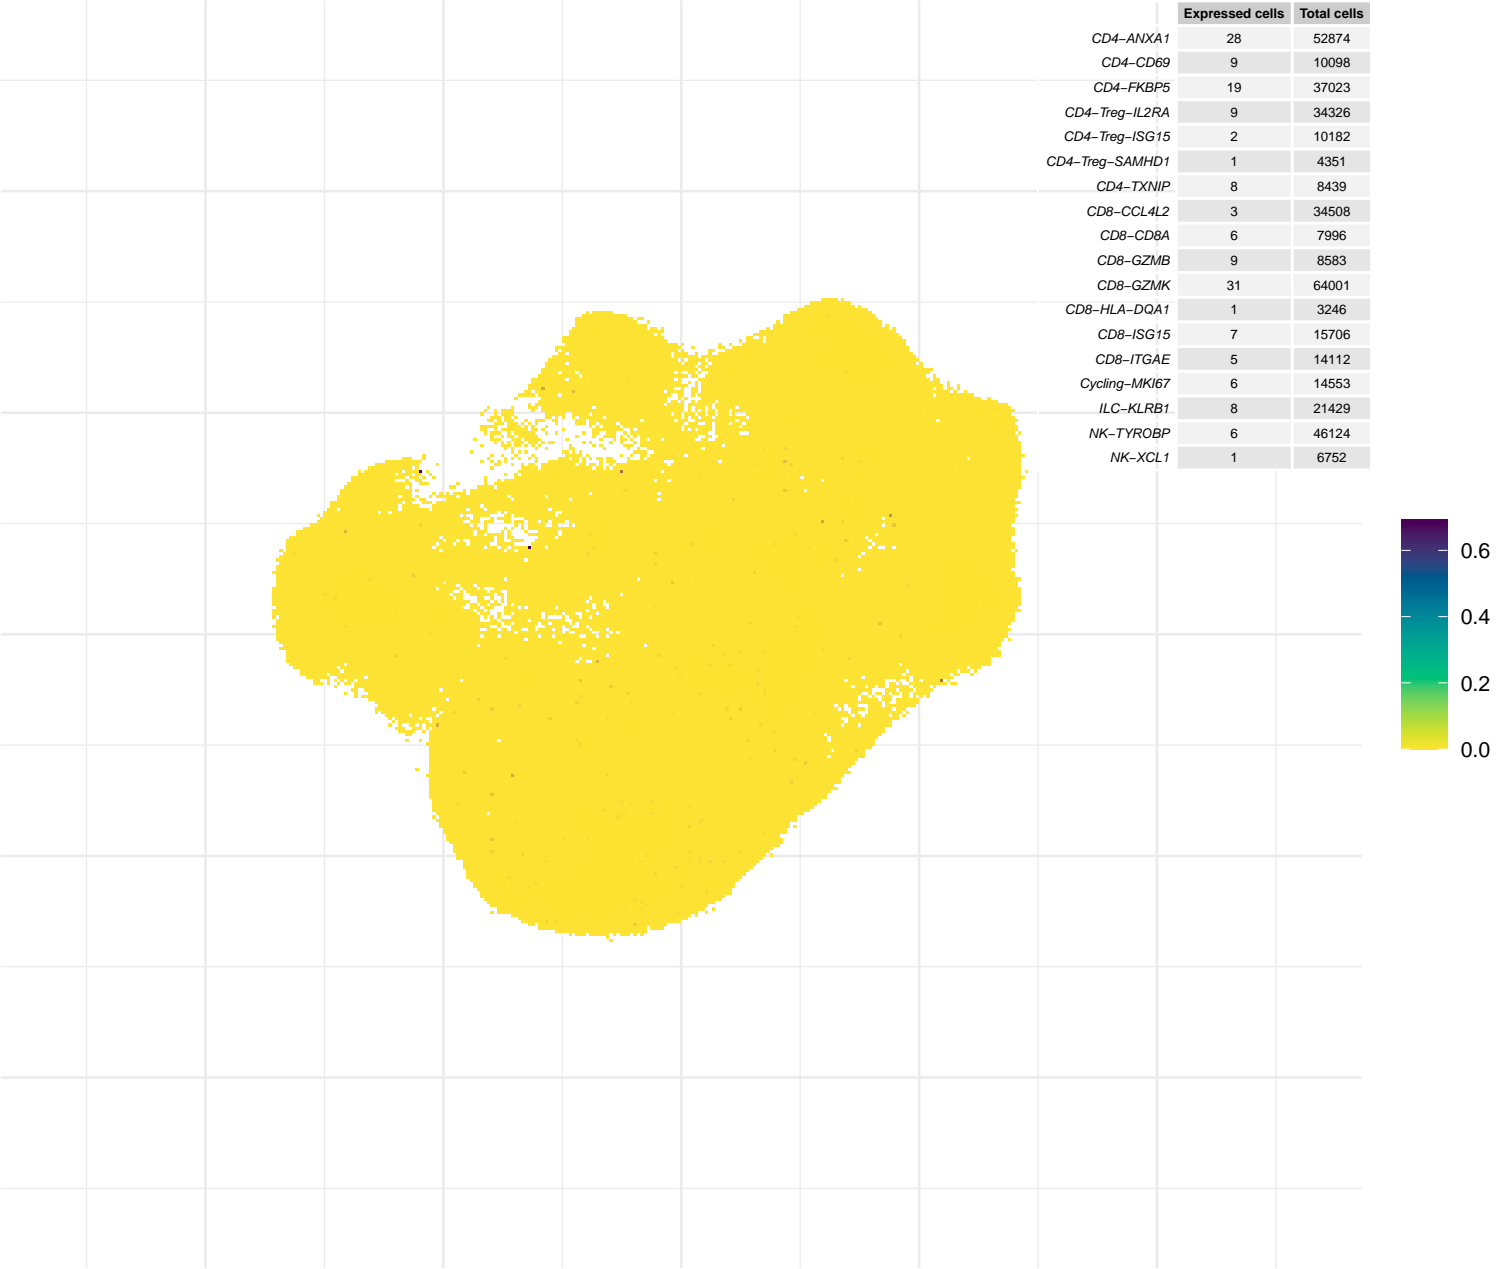 Expressed cells Total cells
CD4−ANXA1 28 52874
CD4−CD69 9 10098
CD4−FKBP5 19 37023
CD4−Treg−IL2RA 9 34326
CD4−Treg−ISG15 2 10182
CD4−Treg−SAMHD1 1 4351
CD4−TXNIP 8 8439
CD8−CCL4L2 3 34508
CD8−CD8A 6 7996
CD8−GZMB 9 8583
CD8−GZMK 31 64001
CD8−HLA−DQA1 1 3246
CD8−ISG15 7 15706
CD8−ITGAE 5 14112
Cycling−MKI67 6 14553
ILC−KLRB1 8 21429
NK−TYROBP 6 46124
NK−XCL1 1 6752
0.6
0.4
0.2
0.0